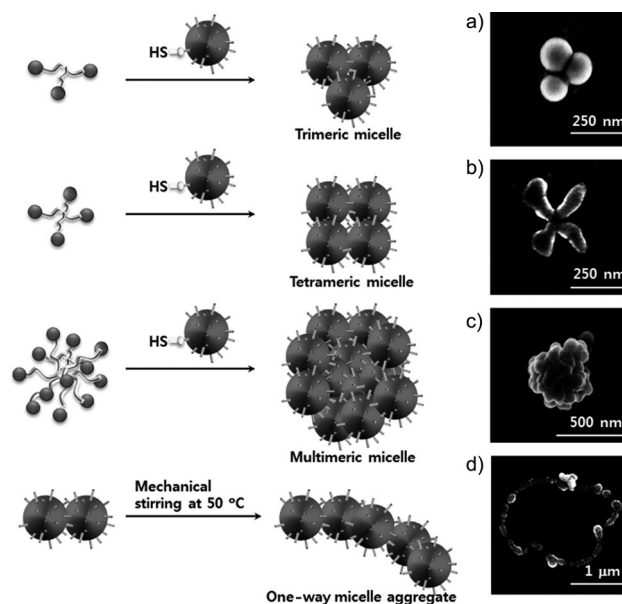 a)
HS
Trimeric micelle
250 nm
b)
HS
Tetrameric micelle
250 nm
c)
HS
Multimeric micelle
500 nm
d)
Mechanical
stirring at 50 °C
One-way micelle aggregate
1 μm